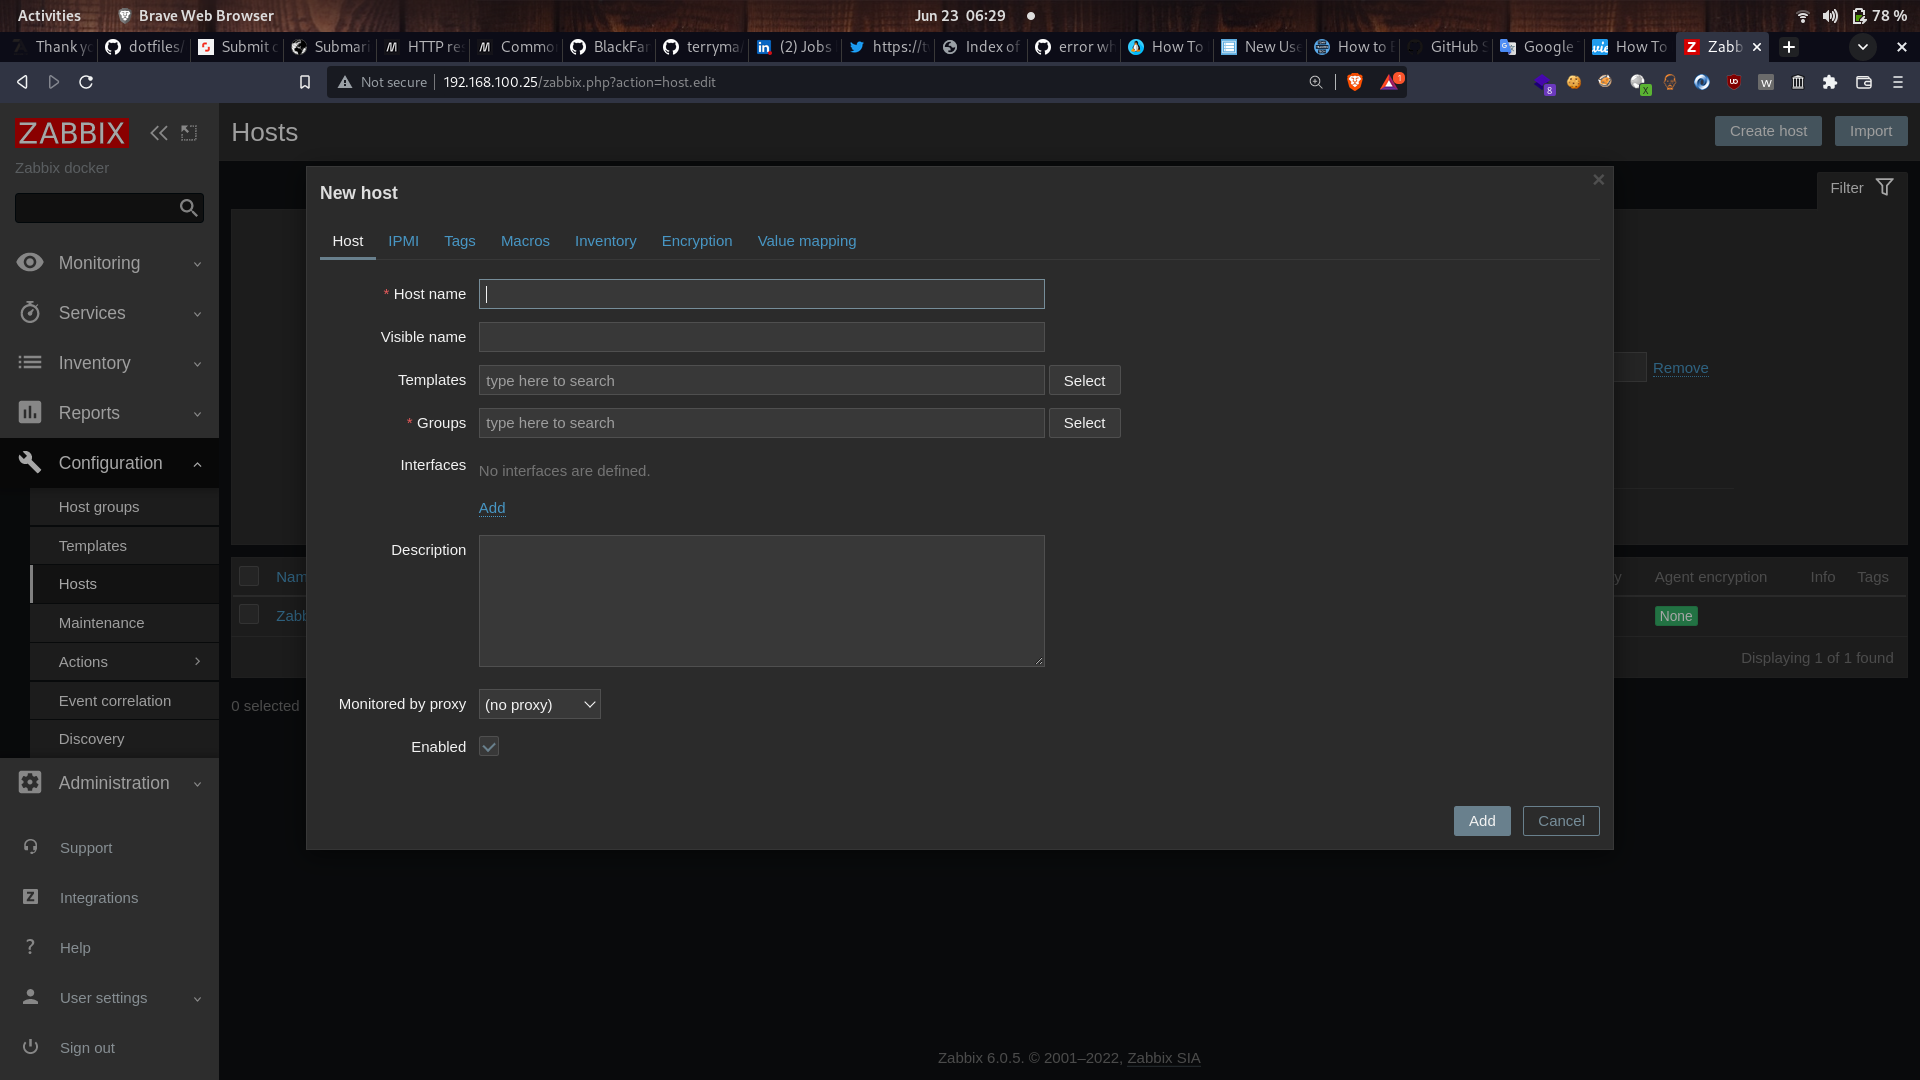 Activities
Brave Web Browser
Jun 23 06:29
78 %
Thank yo
dotfiles/
Submit
Submari
HTTP re
Commo
BlackFar
terryma
(2) Jobs
https://t
Index of
error wh
How To
New Use
How to
GitHub S
Google
How To
Zabb
Not secure
192.168.100.25/zabbix.php?action=host.edit
1
8
X
W
ZABBIX
Zabbix docker
Monitoring
Services
Inventory
Reports
Configuration
Host groups
Templates
Hosts
Maintenance
Actions
Event correlation
Discovery
Administration
Support
Integrations
Help
User settings
Sign out
Hosts
Create host
Import
Filter
Remove
New host
Host
IPMI
Tags
Macros
Inventory
Encryption
Value mapping
* Host name
Visible name
Templates
type here to search
Select
* Groups
type here to search
Select
Interfaces
No interfaces are defined.
Add
Description
Monitored by proxy
(no proxy)
Enabled
Add
Cancel
Nam
y
Agent encryption
Info
Tags
Zabb
None
Displaying 1 of 1 found
0 selected
Zabbix 6.0.5. © 2001–2022, Zabbix SIA